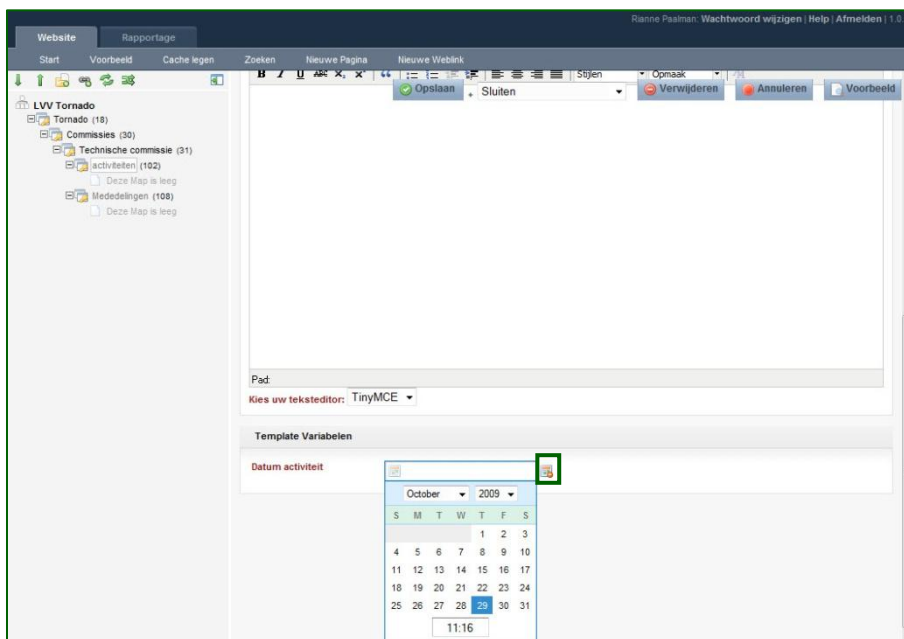 Rianne Paalman: Wachtwoord wijzigen | Help | Afmelden | 1.0.
Website Rapportage
Start Voorbeeld Cache legen Zoeken Nieuwe Pagina Nieuwe Weblink
B I U ABC X₂ X² Stijlen Opmaak
Opslaan Sluiten Verwijderen Annuleren Voorbeeld
LVV Tornado
Tornado (18)
Commissies (30)
Technische commissie (31)
activiteiten (102)
Deze Map is leeg
Mededelingen (108)
Deze Map is leeg
Pad:
Kies uw teksteditor: TinyMCE
Template Variabelen
Datum activiteit
October 2009
S M T W T F S
1 2 3
4 5 6 7 8 9 10
11 12 13 14 15 16 17
18 19 20 21 22 23 24
25 26 27 28 29 30 31
11:16